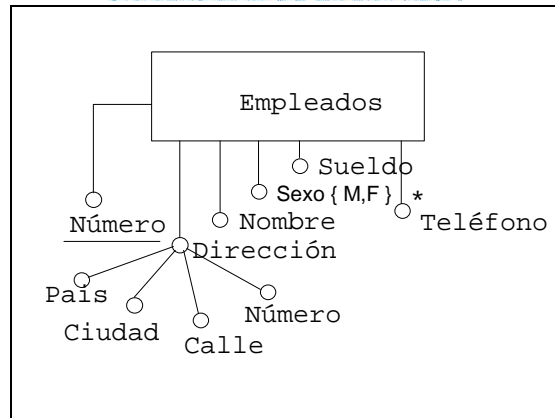 Empleados
Sueldo
Sexo { M,F }
*
Teléfono
Número
Nombre
Dirección
País
Ciudad
Calle
Número